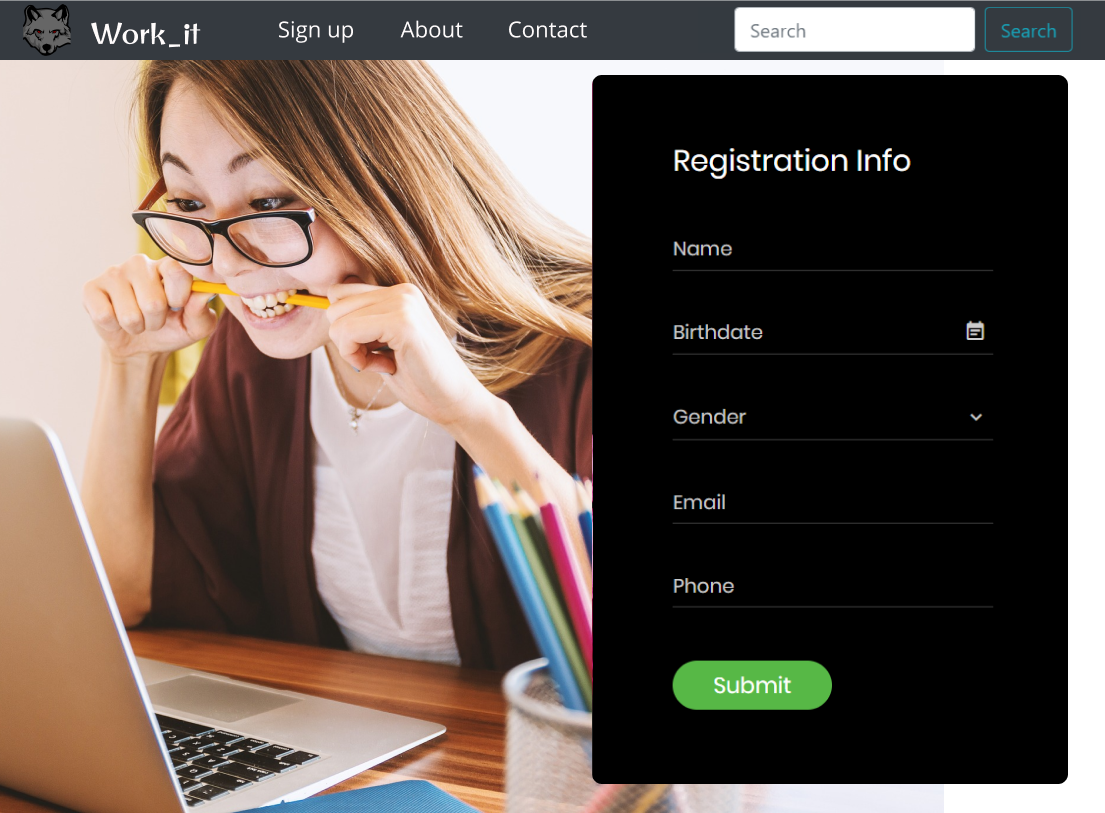 Work_it
Sign up
About
Contact
Search
Search
Registration Info
Name
Birthdate
Gender
Email
Phone
Submit